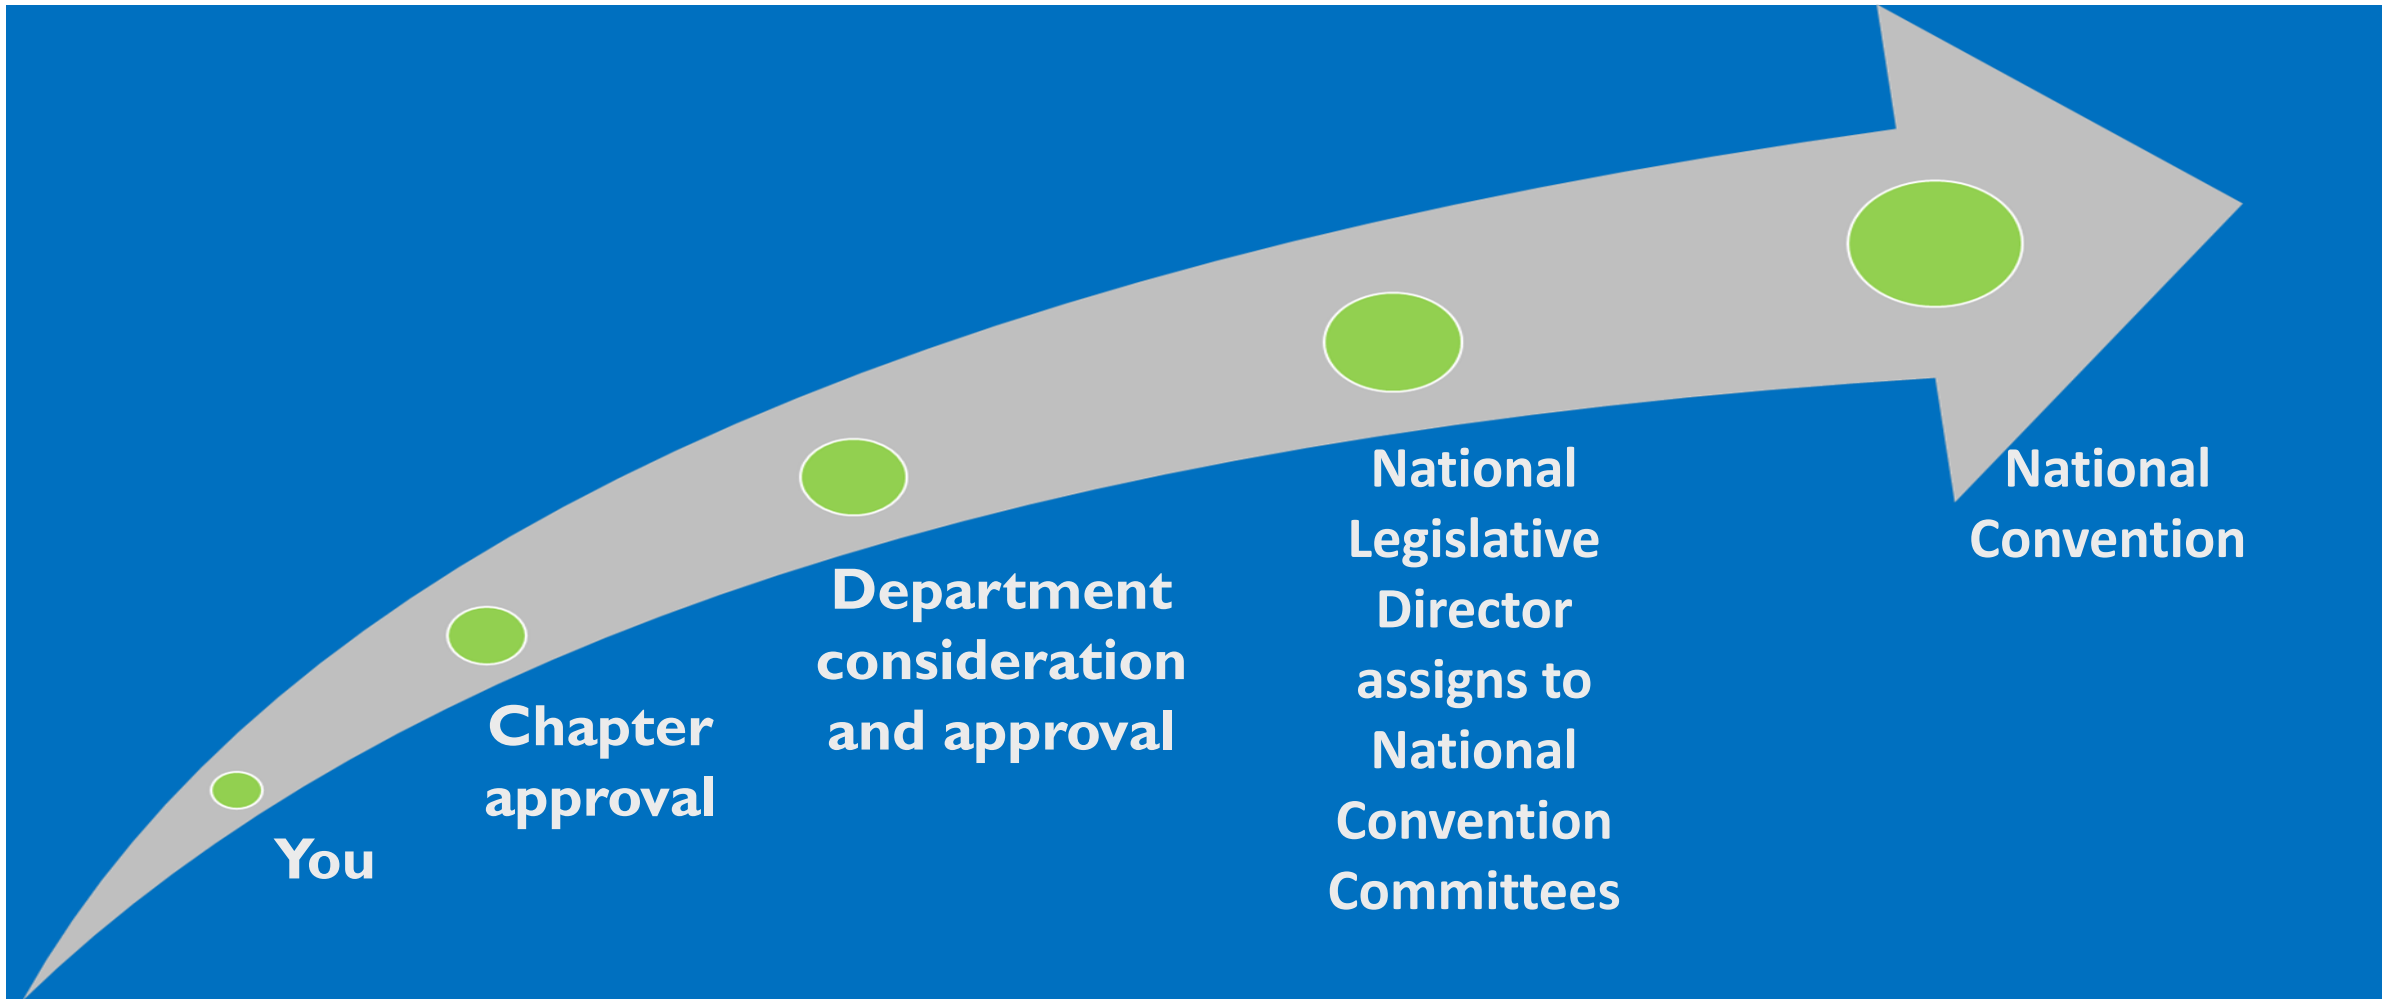 You
Chapter
approval
Department
consideration
and approval
National
Legislative
Director
assigns to
National
Convention
Committees
National
Convention